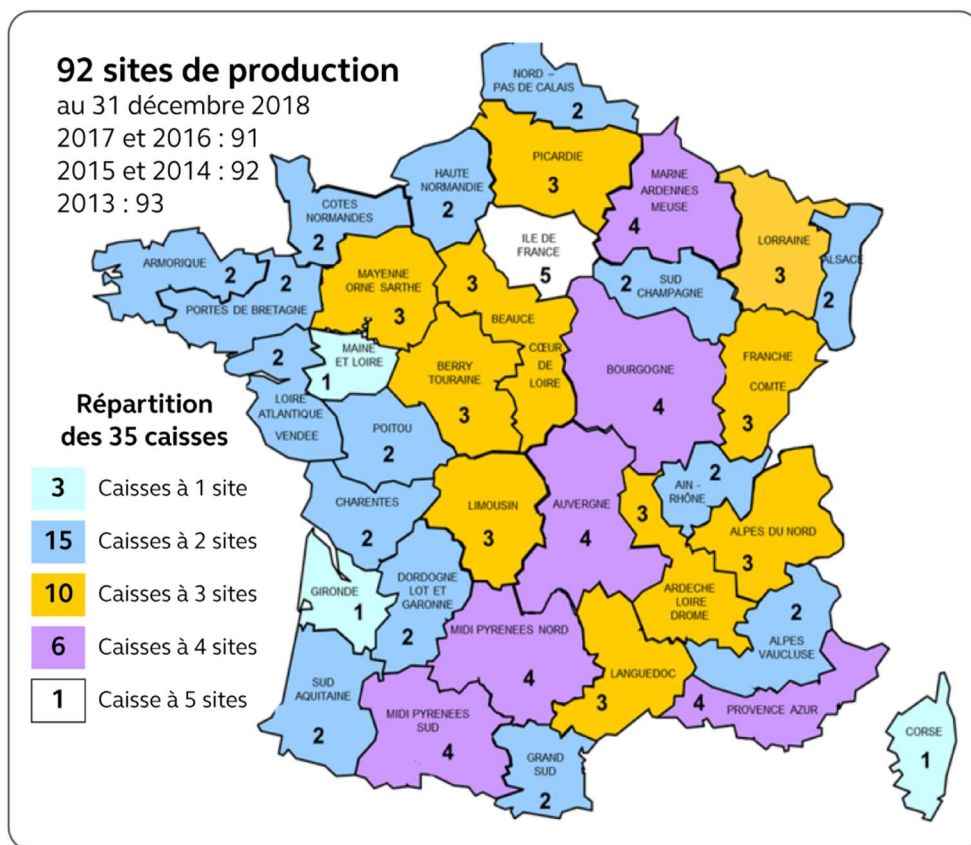 92 sites de production
au 31 décembre 2018
2017 et 2016 : 91
2015 et 2014 : 92
2013 : 93
NORD –
PAS DE CALAIS
2
PICARDIE
3
HAUTE
NORMANDIE
2
COTES
NORMANDES
2
MARNE
ARDENNES
MEUSE
4
LORRAINE
3
ALSACE
2
ILE DE
FRANCE
5
ARMORIQUE
2
2
PORTES DE BRETAGNE
MAYENNE
ORNE SARTHE
3
3
BEAUCE
CŒUR
DE
LOIRE
2
SUD
CHAMPAGNE
MAINE
ET LOIRE
1
2
LOIRE
ATLANTIQUE
VENDEE
BERRY
TOURAINE
3
BOURGOGNE
4
FRANCHE
COMTE
3
POITOU
2
CHARENTES
2
LIMOUSIN
3
AUVERGNE
4
2
AIN -
RHÔNE
3
ARDECHE
LOIRE
DROME
ALPES DU NORD
3
GIRONDE
1
DORDOGNE
LOT ET
GARONNE
2
MIDI PYRENEES NORD
4
LANGUEDOC
3
2
ALPES
VAUCLUSE
4
PROVENCE AZUR
SUD
AQUITAINE
2
MIDI PYRENEES
SUD
4
GRAND
SUD
2
CORSE
1
Répartition
des 35 caisses
3 Caisses à 1 site
15 Caisses à 2 sites
10 Caisses à 3 sites
6 Caisses à 4 sites
1 Caisse à 5 sites